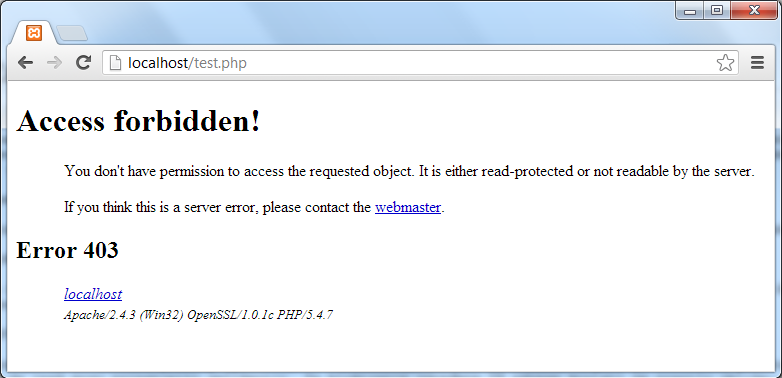 localhost/test.php
Access forbidden!
You don't have permission to access the requested object. It is either read-protected or not readable by the server.
If you think this is a server error, please contact the webmaster.
Error 403
localhost
Apache/2.4.3 (Win32) OpenSSL/1.0.1c PHP/5.4.7